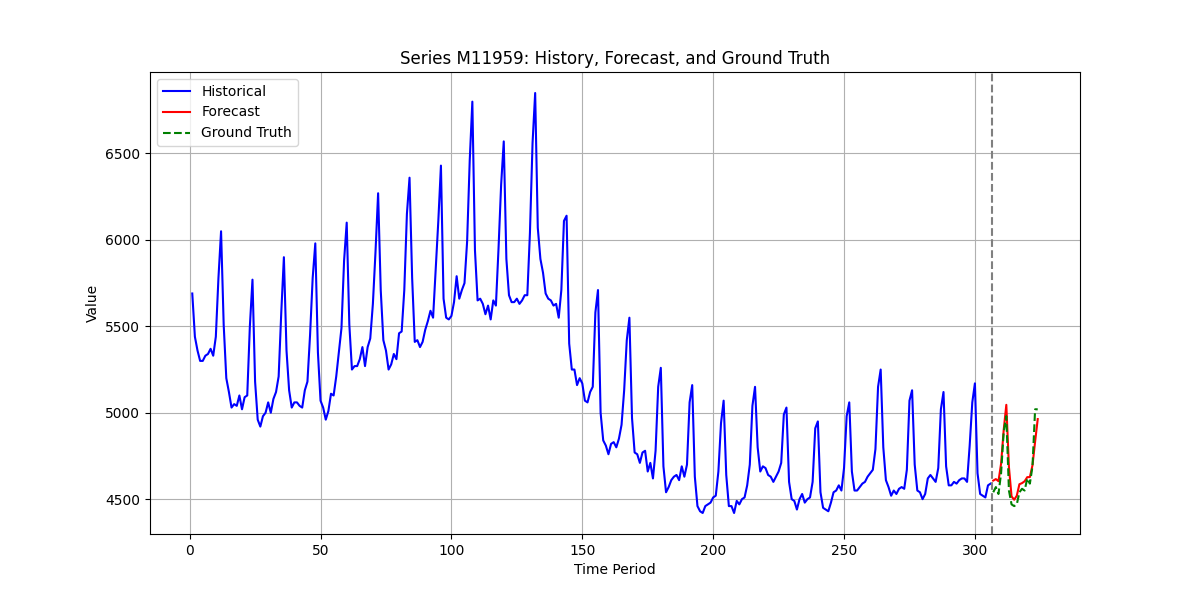 Series M11959: History, Forecast, and Ground Truth
Historical
Forecast
Ground Truth
6500
6000
5500
5000
4500
Value
0 50 100 150 200 250 300
Time Period